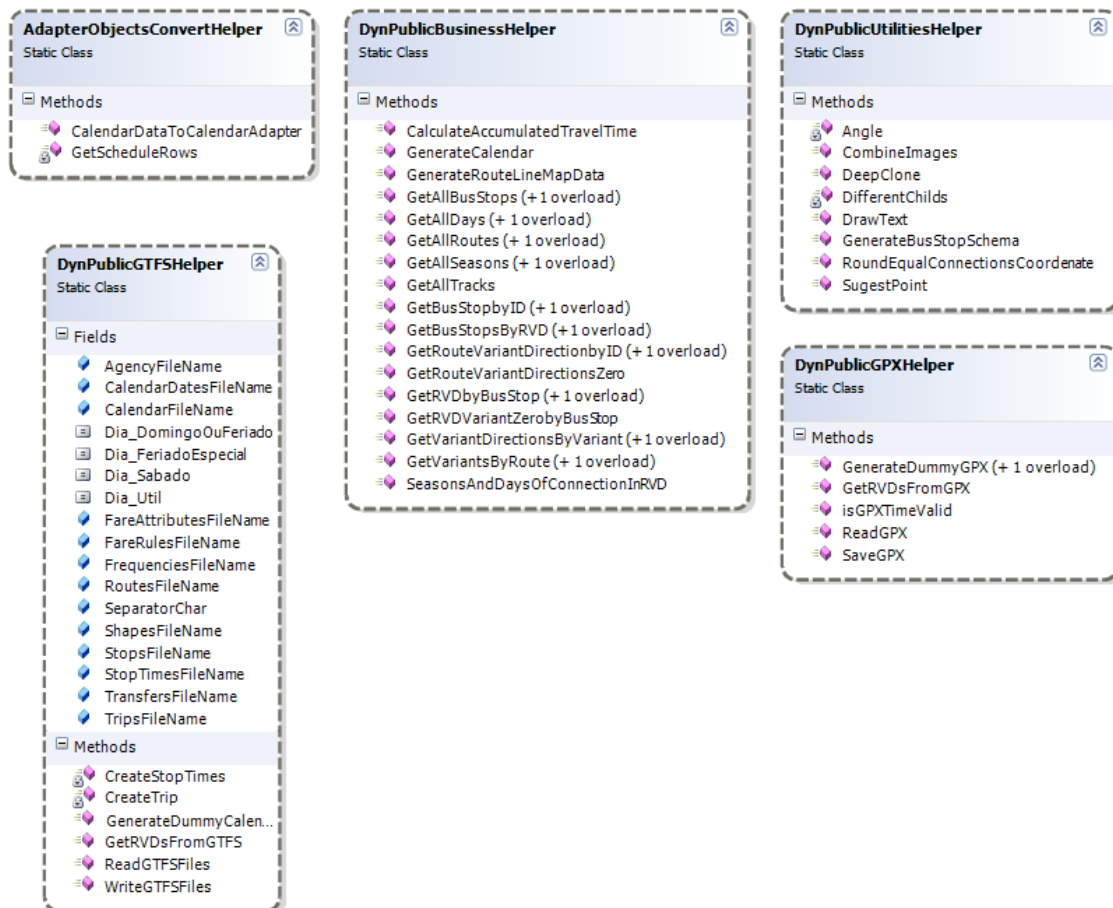 AdapterObjectsConvertHelper
Static Class
Methods
CalendarDataToCalendarAdapter
GetScheduleRows
DynPublicGTFSHelper
Static Class
Fields
AgencyFileName
CalendarDatesFileName
CalendarFileName
Dia_DomingoOuFeriado
Dia_FeriadoEspecial
Dia_Sabado
Dia_Util
FareAttributesFileName
FareRulesFileName
FrequenciesFileName
RoutesFileName
SeparatorChar
ShapesFileName
StopsFileName
StopTimesFileName
TransfersFileName
TripsFileName
Methods
CreateStopTimes
CreateTrip
GenerateDummyCalen...
GetRVDsFromGTFS
ReadGTFSFiles
WriteGTFSFiles
DynPublicBusinessHelper
Static Class
Methods
CalculateAccumulatedTravelTime
GenerateCalendar
GenerateRouteLineMapData
GetAllBusStops (+ 1 overload)
GetAllDays (+ 1 overload)
GetAllRoutes (+ 1 overload)
GetAllSeasons (+ 1 overload)
GetAllTracks
GetBusStopbyID (+ 1 overload)
GetBusStopsByRVD (+ 1 overload)
GetRouteVariantDirectionbyID (+ 1 overload)
GetRouteVariantDirectionsZero
GetRVDbyBusStop (+ 1 overload)
GetRVDVariantZerobyBusStop
GetVariantDirectionsByVariant (+ 1 overload)
GetVariantsByRoute (+ 1 overload)
SeasonsAndDaysOfConnectionInRVD
DynPublicUtilitiesHelper
Static Class
Methods
Angle
CombineImages
DeepClone
DifferentChilds
DrawText
GenerateBusStopSchema
RoundEqualConnectionsCoordenate
SugestPoint
DynPublicGPXHelper
Static Class
Methods
GenerateDummyGPX (+ 1 overload)
GetRVDsFromGPX
isGPXTimeValid
ReadGPX
SaveGPX